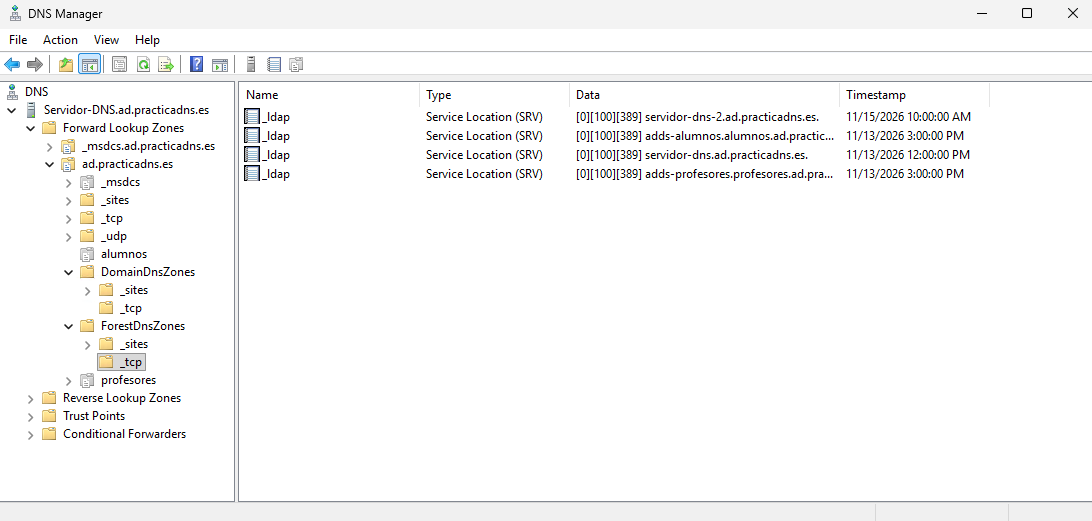 DNS Manager
File Action View Help
DNS
Servidor-DNS.ad.practicadns.es
Forward Lookup Zones
_msdcs.ad.practicadns.es
ad.practicadns.es
_msdcs
_sites
_tcp
_udp
alumnos
DomainDnsZones
_sites
_tcp
ForestDnsZones
_sites
_tcp
profesores
Reverse Lookup Zones
Trust Points
Conditional Forwarders
Name Type Data Timestamp
_ldap Service Location (SRV) [0][100][389] servidor-dns-2.ad.practicadns.es. 11/15/2026 10:00:00 AM
_ldap Service Location (SRV) [0][100][389] adds-alumnos.alumnos.ad.practic... 11/13/2026 3:00:00 PM
_ldap Service Location (SRV) [0][100][389] servidor-dns.ad.practicadns.es. 11/13/2026 12:00:00 PM
_ldap Service Location (SRV) [0][100][389] adds-profesores.profesores.ad.pra... 11/13/2026 3:00:00 PM